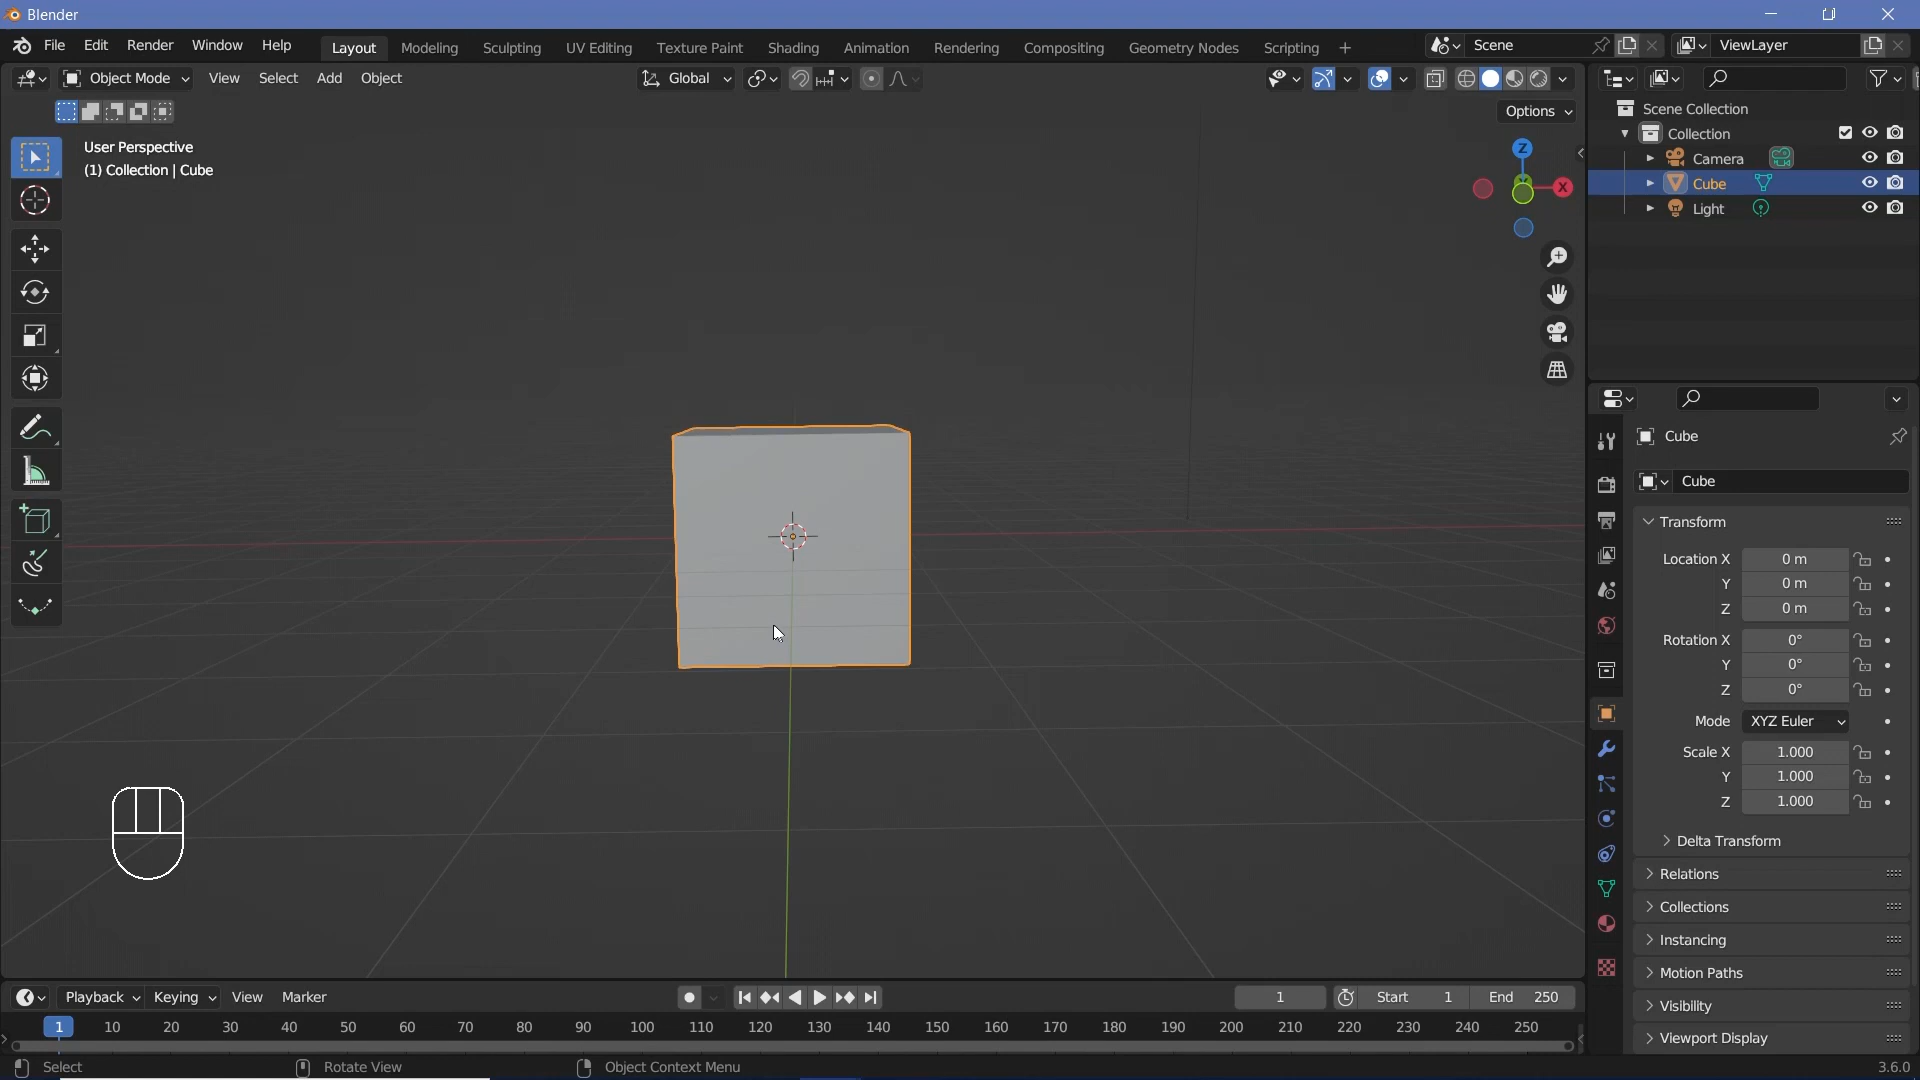 Blender
File Edit Render Window Help Layout Modeling Sculpting UV Editing Texture Paint Shading Animation Rendering Compositing Geometry Nodes Scripting + Scene ViewLayer
Object Mode View Select Add Object Global
Options
User Perspective
(1) Collection | Cube
Z
X
Scene Collection
Collection
Camera
Cube
Light
Cube
Cube
Transform
Location X 0 m
Y 0 m
Z 0 m
Rotation X 0°
Y 0°
Z 0°
Mode XYZ Euler
Scale X 1.000
Y 1.000
Z 1.000
Delta Transform
Relations
Collections
Instancing
Motion Paths
Visibility
Viewport Display
Playback Keying View Marker 1 Start 1 End 250
1 10 20 30 40 50 60 70 80 90 100 110 120 130 140 150 160 170 180 190 200 210 220 230 240 250
Select Rotate View Object Context Menu 3.6.0